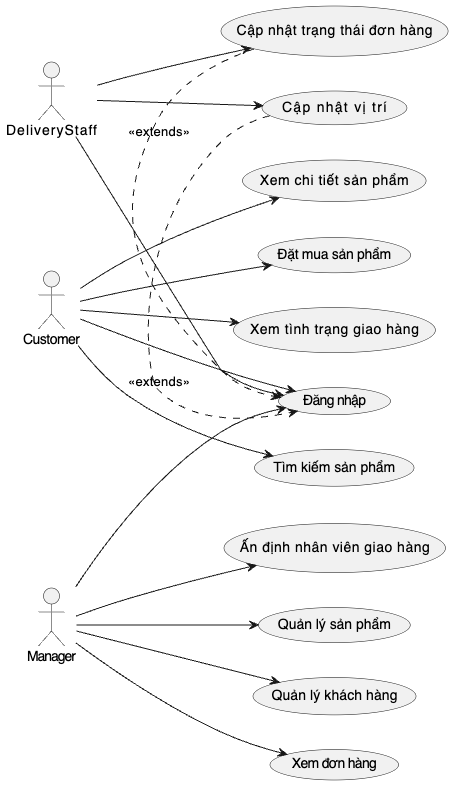 Cập nhật trạng thái đơn hàng
DeliveryStaff
Cập nhật vị trí
«extends»
Xem chi tiết sản phẩm
Đặt mua sản phẩm
Customer
Xem tình trạng giao hàng
«extends»
Đăng nhập
Tìm kiếm sản phẩm
Ấn định nhân viên giao hàng
Quản lý sản phẩm
Manager
Quản lý khách hàng
Xem đơn hàng